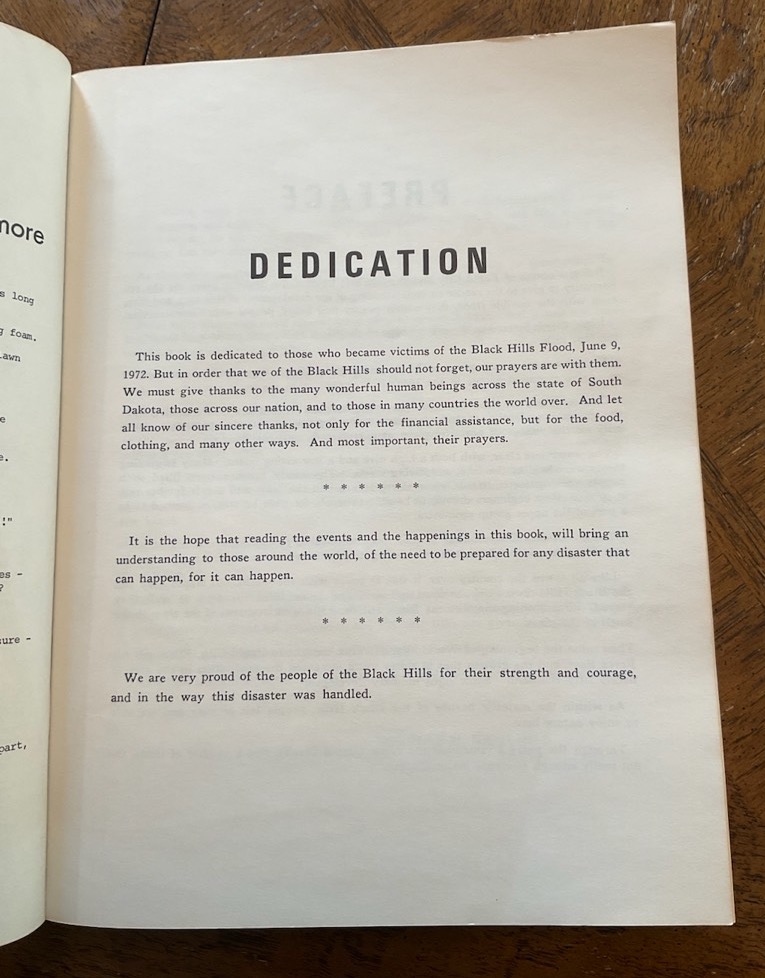 more
s long
g foam.
awn
e
e.
!"
es -
?
ure -
part,
PREFACE
DEDICATION
This book is dedicated to those who became victims of the Black Hills Flood, June 9,
1972. But in order that we of the Black Hills should not forget, our prayers are with them.
We must give thanks to the many wonderful human beings across the state of South
Dakota, those across our nation, and to those in many countries the world over. And let
all know of our sincere thanks, not only for the financial assistance, but for the food,
clothing, and many other ways. And most important, their prayers.
* * * * * *
It is the hope that reading the events and the happenings in this book, will bring an
understanding to those around the world, of the need to be prepared for any disaster that
can happen, for it can happen.
* * * * * *
We are very proud of the people of the Black Hills for their strength and courage,
and in the way this disaster was handled.